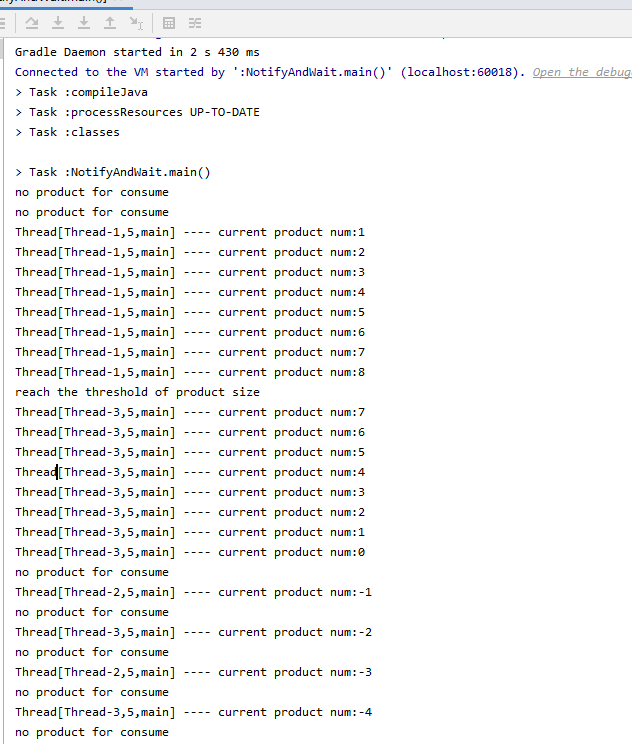 Gradle Daemon started in 2 s 430 ms
Connected to the VM started by ':NotifyAndWait.main()' (localhost:60018). Open the debug
> Task :compileJava
> Task :processResources UP-TO-DATE
> Task :classes
> Task :NotifyAndWait.main()
no product for consume
no product for consume
Thread[Thread-1,5,main] ---- current product num:1
Thread[Thread-1,5,main] ---- current product num:2
Thread[Thread-1,5,main] ---- current product num:3
Thread[Thread-1,5,main] ---- current product num:4
Thread[Thread-1,5,main] ---- current product num:5
Thread[Thread-1,5,main] ---- current product num:6
Thread[Thread-1,5,main] ---- current product num:7
Thread[Thread-1,5,main] ---- current product num:8
reach the threshold of product size
Thread[Thread-3,5,main] ---- current product num:7
Thread[Thread-3,5,main] ---- current product num:6
Thread[Thread-3,5,main] ---- current product num:5
Thread[Thread-3,5,main] ---- current product num:4
Thread[Thread-3,5,main] ---- current product num:3
Thread[Thread-3,5,main] ---- current product num:2
Thread[Thread-3,5,main] ---- current product num:1
Thread[Thread-3,5,main] ---- current product num:0
no product for consume
Thread[Thread-2,5,main] ---- current product num:-1
no product for consume
Thread[Thread-3,5,main] ---- current product num:-2
no product for consume
Thread[Thread-2,5,main] ---- current product num:-3
no product for consume
Thread[Thread-3,5,main] ---- current product num:-4
no product for consume